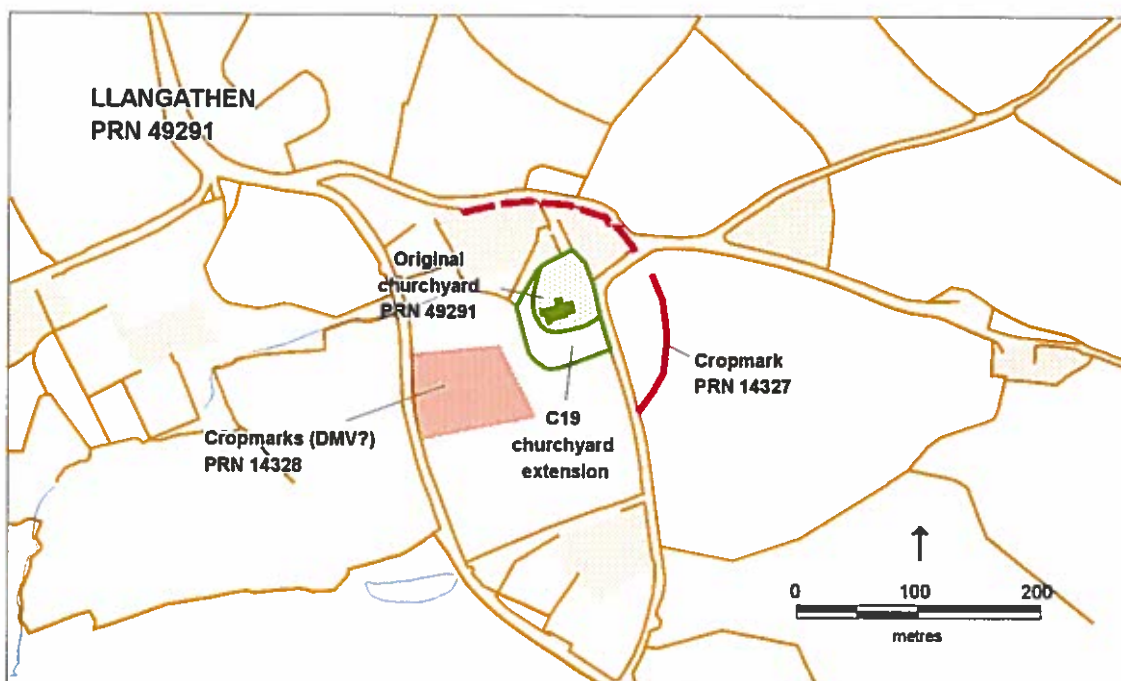 LLANGATHEN
PRN 49291
Original
churchyard
PRN 49291
Cropmark
PRN 14327
Cropmarks (DMV?)
PRN 14328
C19
churchyard
extension
0 100 200
metres